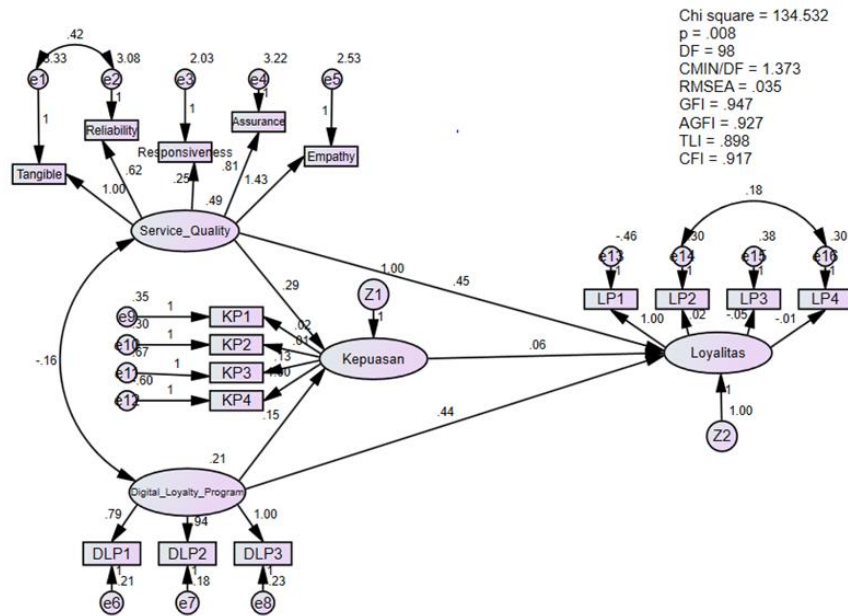 Chi square = 134.532
p = .008
DF = 98
CMIN/DF = 1.373
RMSEA = .035
GFI = .947
AGFI = .927
TLI = .898
CFI = .917
.42
3.33 3.08 2.03 3.22 2.53
e1 e2 e3 e4 e5
1 1 1 1 1
Reliability
Assurance
Responsiveness
Empathy
Tangible
1.00 .62 .25 .81 1.43
.49
Service_Quality
.18
-.46 .30 .38 .30
e13 e14 e15 e16
1 1 1 1
LP1 LP2 LP3 LP4
1.00 .02 -.05 -.01
.29
1.00
.45
Z1
1
.35
e9 1 KP1 .02
.30
e10 1 KP2 .01
.67
e11 1 KP3 .13
.60
e12 1 KP4 1.00
Kepuasan
.06
Loyalitas
-.16
.15
.44
1
1.00
Z2
.21
Digital_Loyalty_Program
.79 .94 1.00
DLP1 DLP2 DLP3
1 1 1
.21 .18 .23
e6 e7 e8